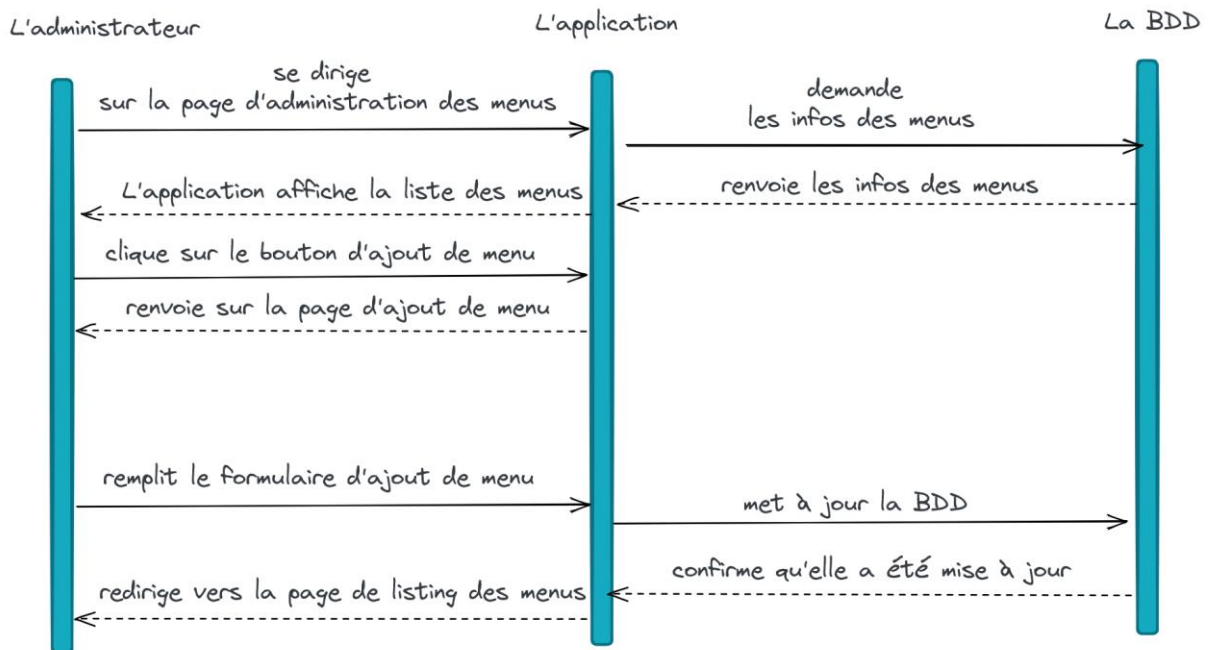 L'administrateur
L'application
La BDD
se dirige
sur la page d'administration des menus
demande
les infos des menus
L'application affiche la liste des menus
renvoie les infos des menus
clique sur le bouton d'ajout de menu
renvoie sur la page d'ajout de menu
remplit le formulaire d'ajout de menu
met à jour la BDD
confirme qu'elle a été mise à jour
redirige vers la page de listing des menus